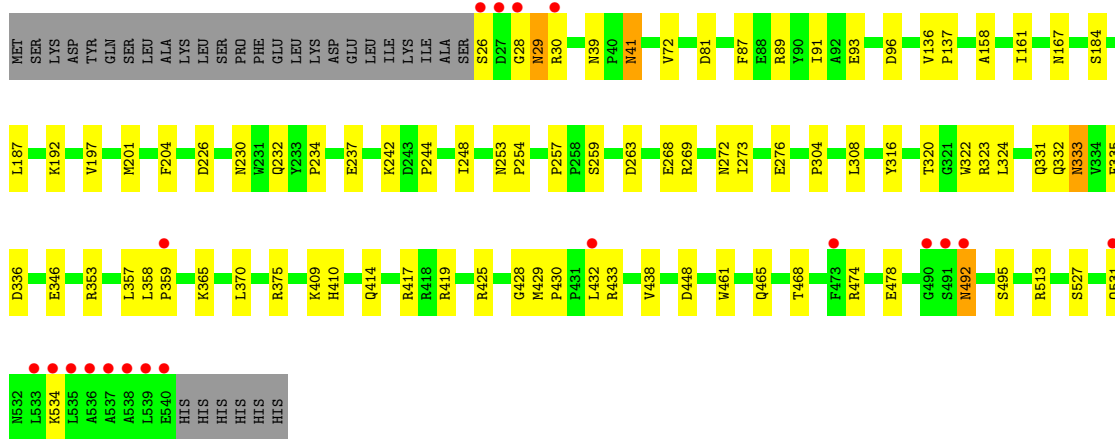 MET SER LYS ASP TYR GLN SER LEU ALA LYS LEU SER PRO PHE GLU LEU LYS ASP GLU LEU ILE LYS ILE ILE ALA SER S26 D27 G28 N29 R30 N39 P40 N41 V72 D81 F87 E88 R89 Y90 I91 A92 E93 D96 V136 P137 A158 I161 N167 S184
L187 K192 V197 M201 F204 D226 N230 W231 Q232 Y233 P234 E237 K242 D243 P244 I248 N253 P254 P257 P258 S259 D263 E268 R269 N272 I273 E276 P304 L308 Y316 T320 G321 W322 R323 L324 Q331 Q332 N333 V334 E335
D336 E346 R353 L357 L358 P359 K365 L370 R375 K409 H410 Q414 R417 R418 R419 R425 G428 M429 P430 P431 L432 R433 V438 D448 W461 Q465 T468 F473 R474 E478 G490 S491 N492 S495 R513 S527
N532 L533 K534 L535 A536 A537 A538 L539 E540 HIS HIS HIS HIS HIS HIS